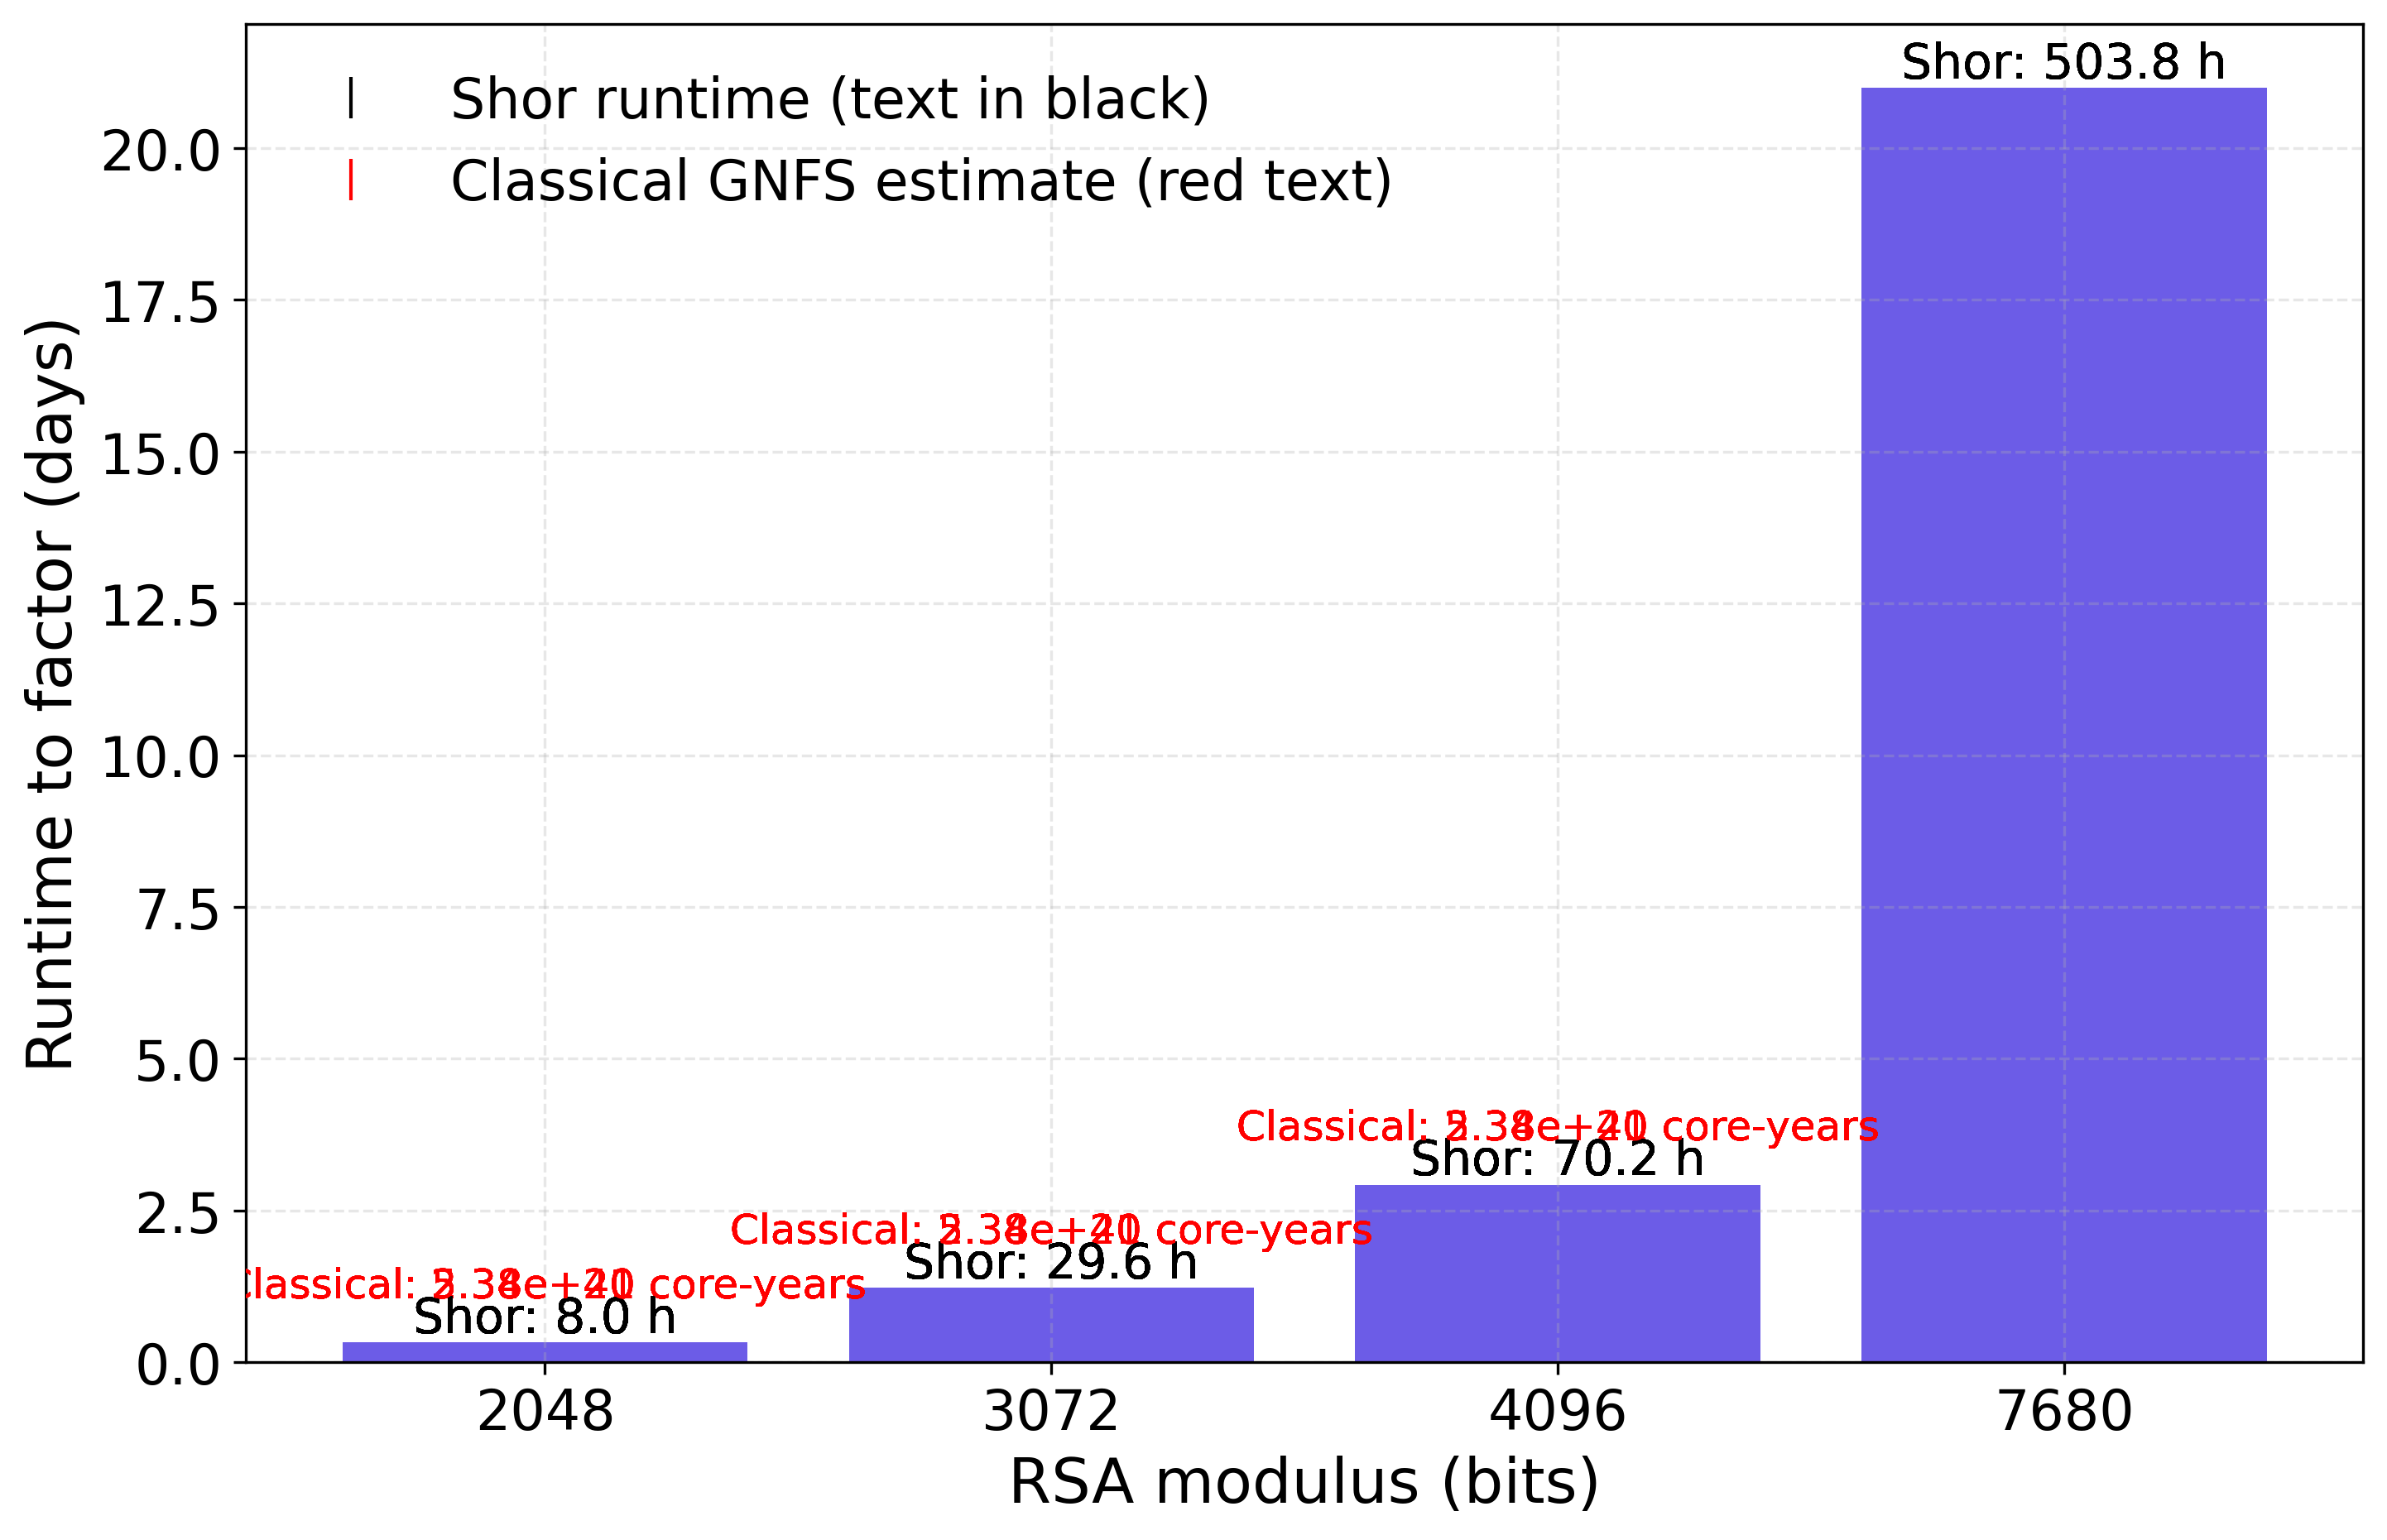 Shor: 503.8 h
Shor runtime (text in black)
Classical GNFS estimate (red text)
20.0
17.5
15.0
12.5
10.0
7.5
5.0
2.5
0.0
Runtime to factor (days)
Classical: core-years
Shor: 70.2 h
Classical: core-years
Shor: 29.6 h
lassical: core-years
Shor: 8.0 h
2048 3072 4096 7680
RSA modulus (bits)